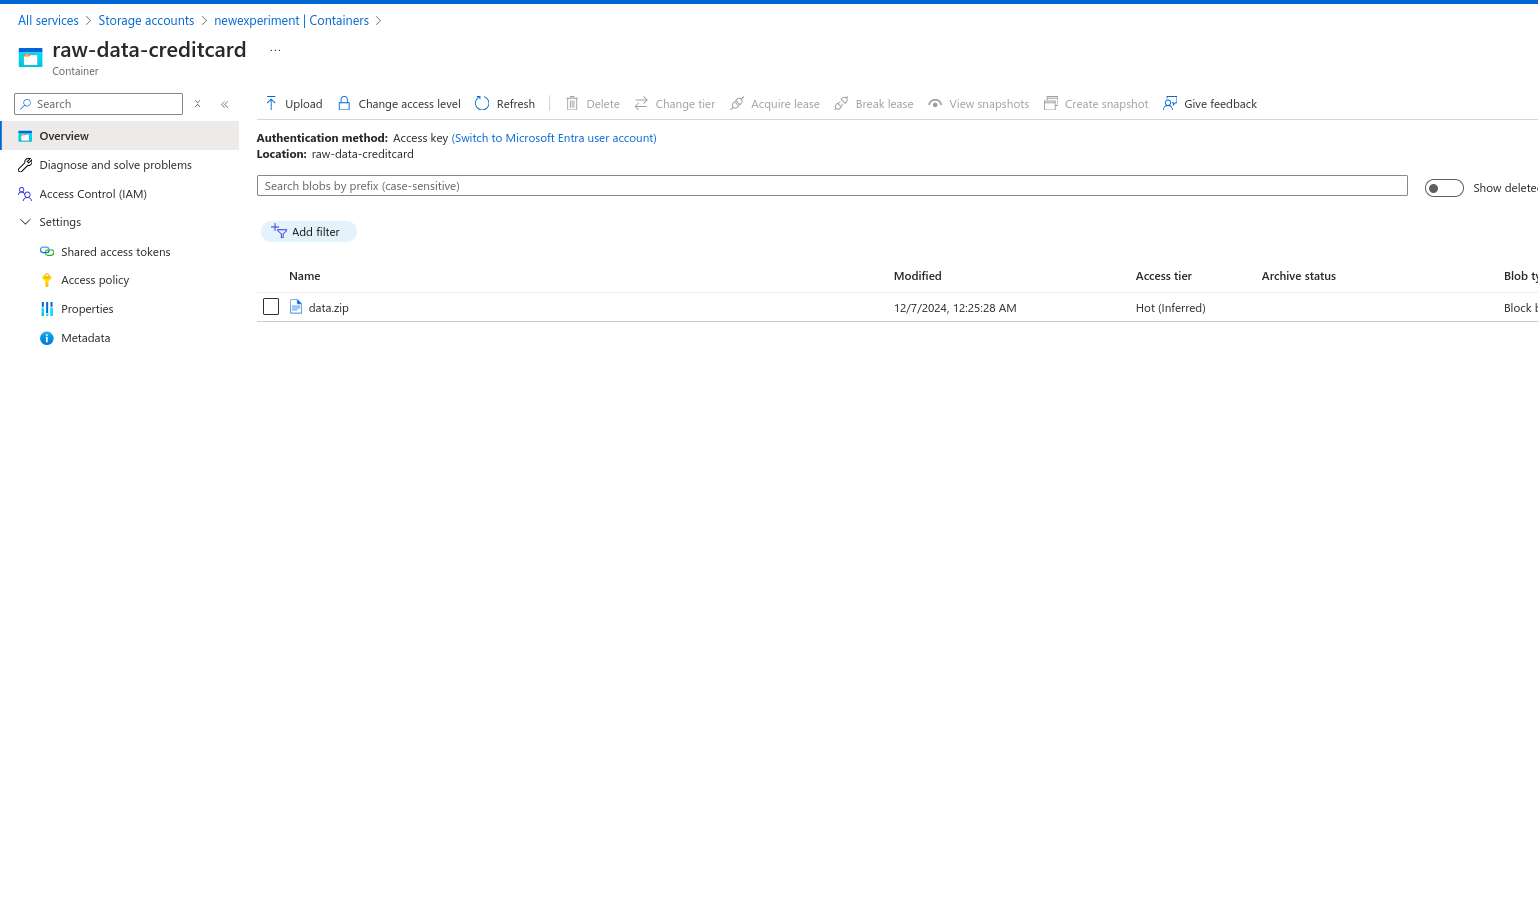 All services > Storage accounts > newexperiment | Containers >
raw-data-creditcard ...
Container
Search
Overview
Diagnose and solve problems
Access Control (IAM)
Settings
Shared access tokens
Access policy
Properties
Metadata
Upload Change access level Refresh Delete Change tier Acquire lease Break lease View snapshots Create snapshot Give feedback
Authentication method: Access key (Switch to Microsoft Entra user account)
Location: raw-data-creditcard
Search blobs by prefix (case-sensitive)
Show delete
Add filter
Name Modified Access tier Archive status Blob ty
data.zip 12/7/2024, 12:25:28 AM Hot (Inferred) Block b